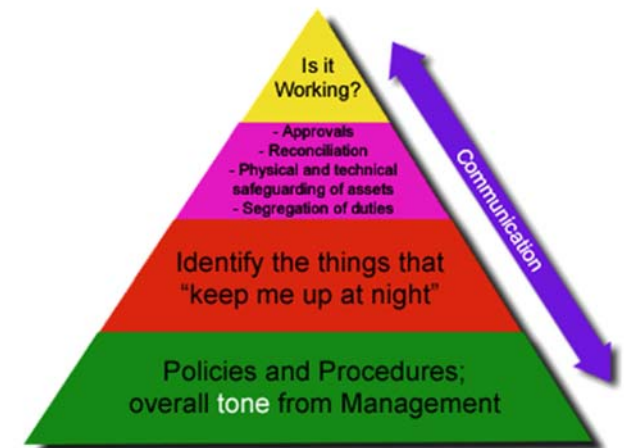 Is it
Working?
- Approvals
- Reconciliation
- Physical and technical
safeguarding of assets
- Segregation of duties
Communication
Identify the things that
“keep me up at night”
Policies and Procedures;
overall tone from Management